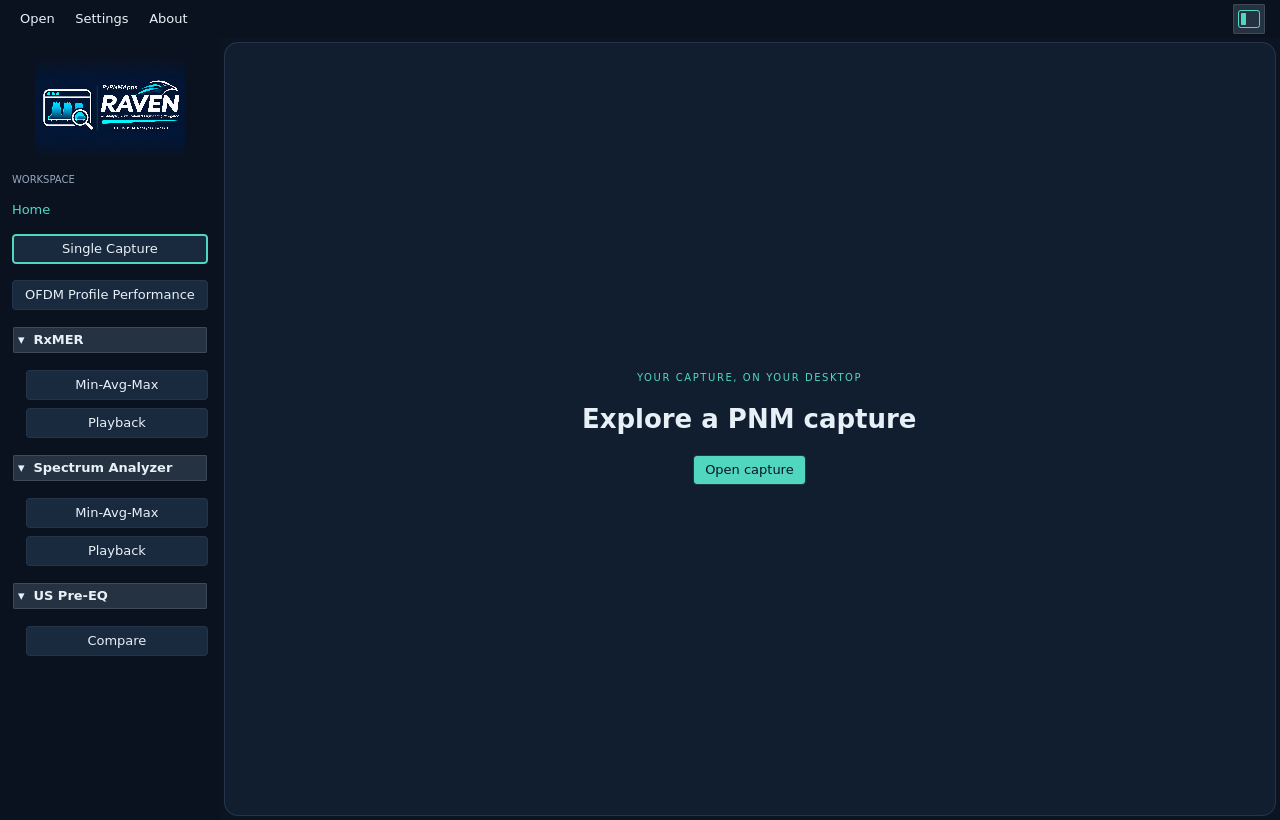 Open Settings About
PyPNMApps
RAVEN
WORKSPACE
Home
Single Capture
OFDM Profile Performance
▾ RxMER
Min-Avg-Max
Playback
▾ Spectrum Analyzer
Min-Avg-Max
Playback
▾ US Pre-EQ
Compare
YOUR CAPTURE, ON YOUR DESKTOP
Explore a PNM capture
Open capture